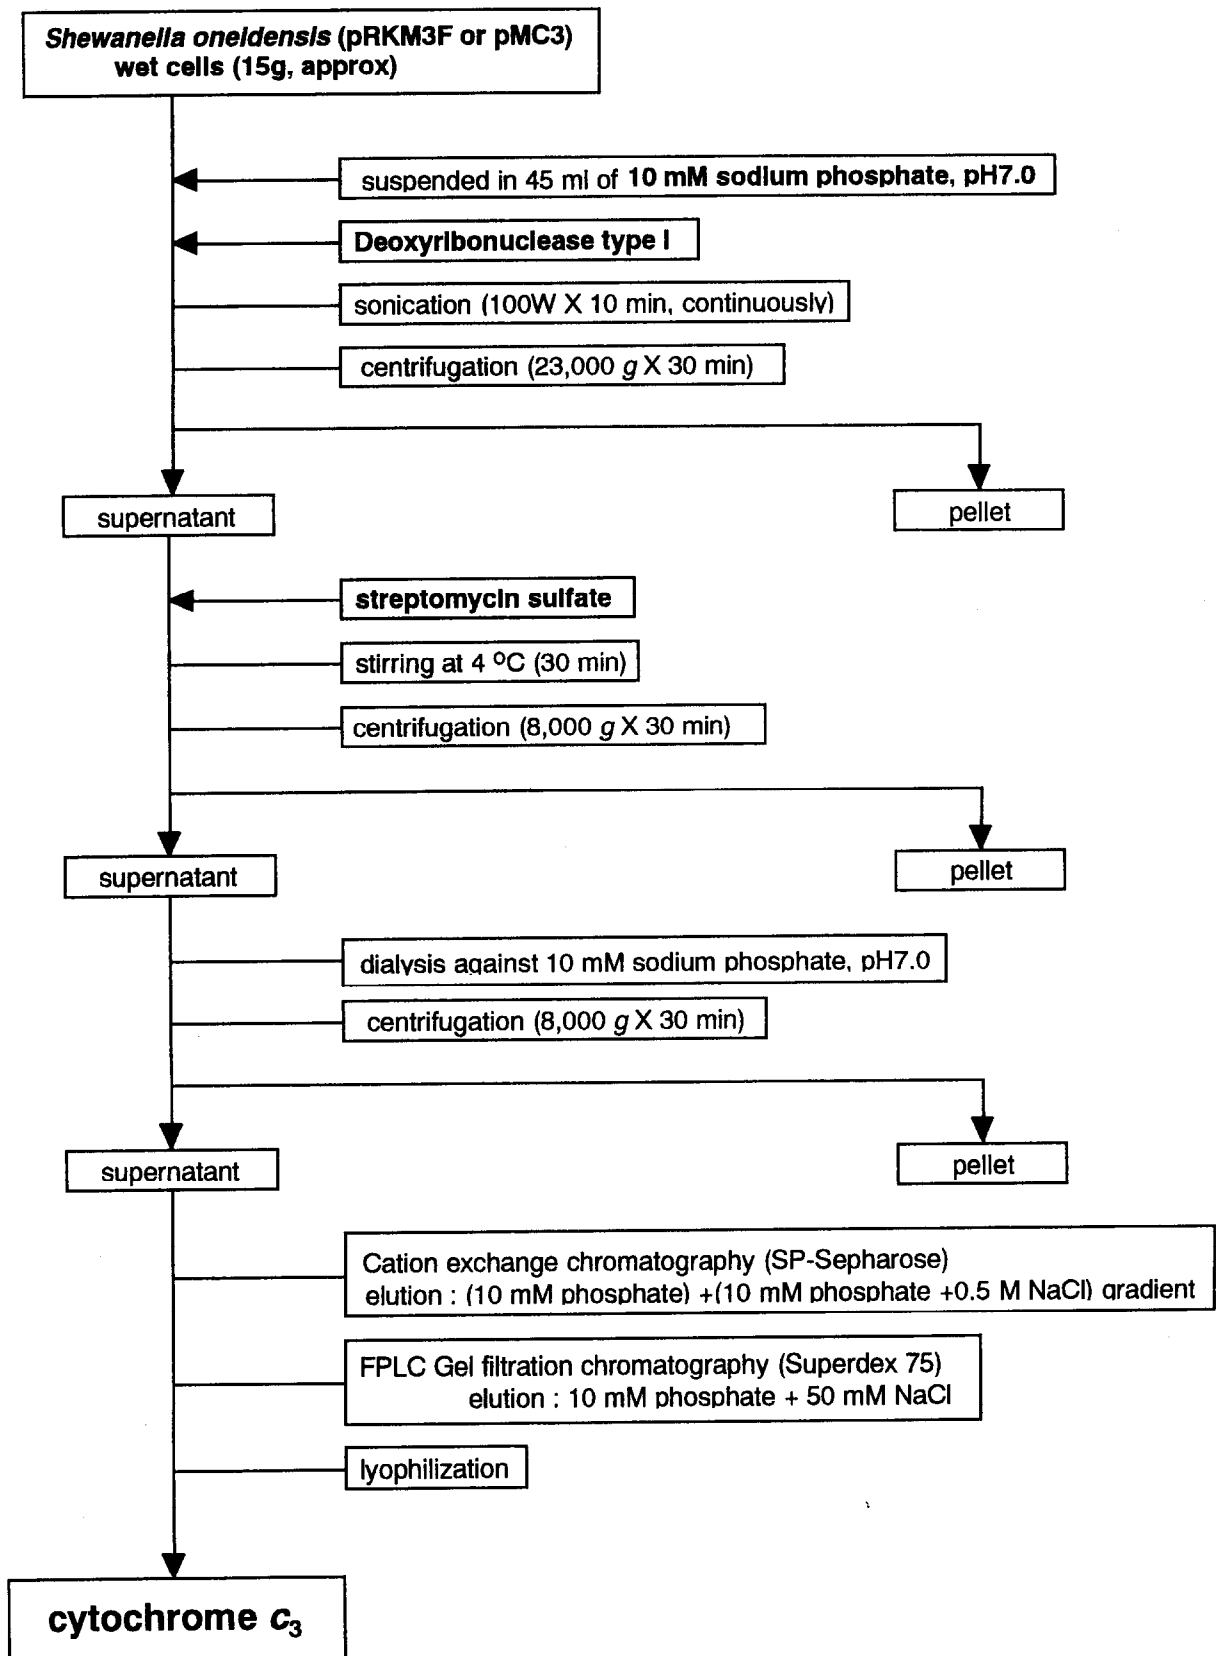 Shewanella oneidensis (pRKM3F or pMC3)
wet cells (15g, approx)
suspended in 45 ml of 10 mM sodium phosphate, pH7.0
Deoxyribonuclease type I
sonication (100W X 10 min, continuously)
centrifugation (23,000 g X 30 min)
supernatant
pellet
streptomycin sulfate
stirring at 4 °C (30 min)
centrifugation (8,000 g X 30 min)
supernatant
pellet
dialysis against 10 mM sodium phosphate, pH7.0
centrifugation (8,000 g X 30 min)
supernatant
pellet
Cation exchange chromatography (SP-Sepharose)
elution : (10 mM phosphate) +(10 mM phosphate +0.5 M NaCl) gradient
FPLC Gel filtration chromatography (Superdex 75)
elution : 10 mM phosphate + 50 mM NaCl
lyophilization
cytochrome c₃